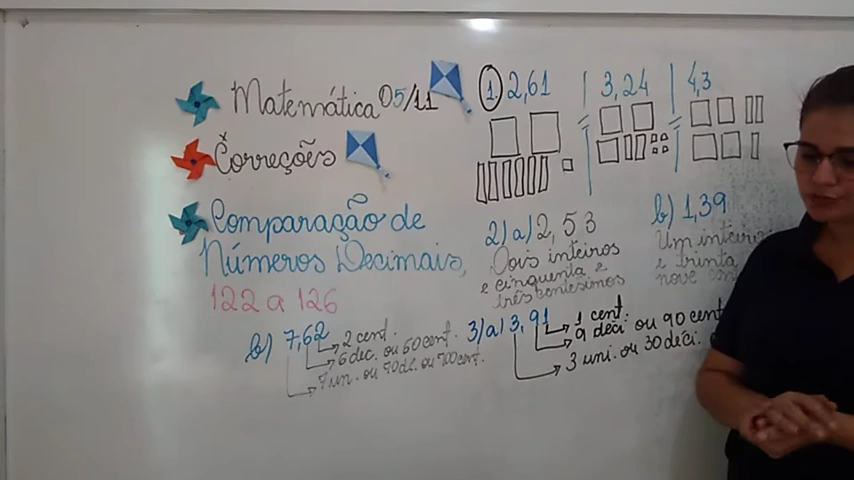 Matemática 05/11
Correções
Comparação de
Números Decimais,
122 a 126
1. 2,61
3,24
4,3
2) a) 2,53
Dois inteiros
e cinquenta e
três centésimos
b) 1,39
Um
e trinta
nove
3) a) 3,91
1 cent.
9 déci. ou 90 cent
3 uni. ou 30 déci.
b) 7,62
2 cent.
6 dec. ou 60 cent.
7 un. ou 70 dé. ou 700 cent.